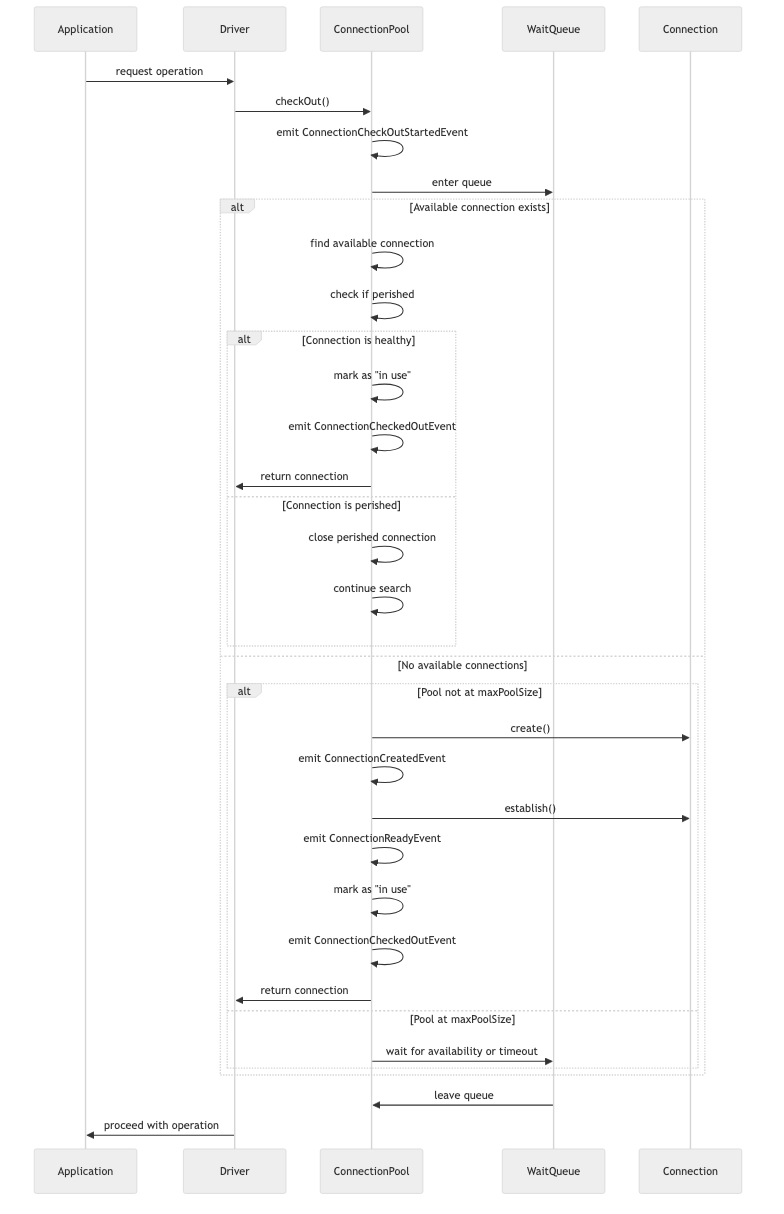 Application
Driver
ConnectionPool
WaitQueue
Connection
request operation
checkOut()
emit ConnectionCheckOutStartedEvent
enter queue
alt
[Available connection exists]
find available connection
check if perished
alt
[Connection is healthy]
mark as "in use"
emit ConnectionCheckedOutEvent
return connection
[Connection is perished]
close perished connection
continue search
[No available connections]
alt
[Pool not at maxPoolSize]
create()
emit ConnectionCreatedEvent
establish()
emit ConnectionReadyEvent
mark as "in use"
emit ConnectionCheckedOutEvent
return connection
[Pool at maxPoolSize]
wait for availability or timeout
leave queue
proceed with operation
Application
Driver
ConnectionPool
WaitQueue
Connection